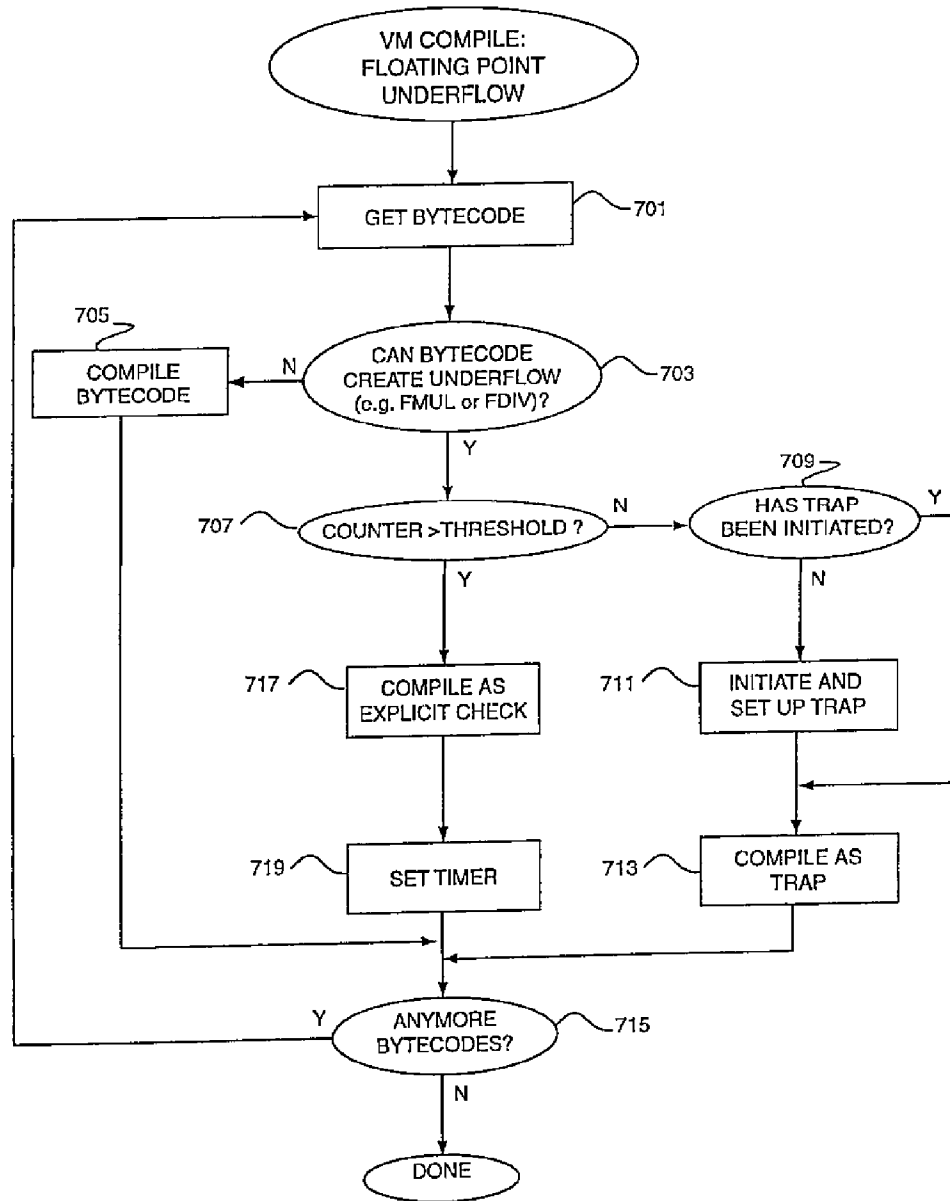 VM COMPILE:
FLOATING POINT
UNDERFLOW
GET BYTECODE
701
705
COMPILE
BYTECODE
N
CAN BYTECODE
CREATE UNDERFLOW
(e.g. FMUL or FDIV)?
703
Y
709
707
COUNTER >THRESHOLD ?
N
HAS TRAP
BEEN INITIATED?
Y
Y
N
717
COMPILE AS
EXPLICIT CHECK
711
INITIATE AND
SET UP TRAP
719
SET TIMER
713
COMPILE AS
TRAP
Y
ANYMORE
BYTECODES?
715
N
DONE